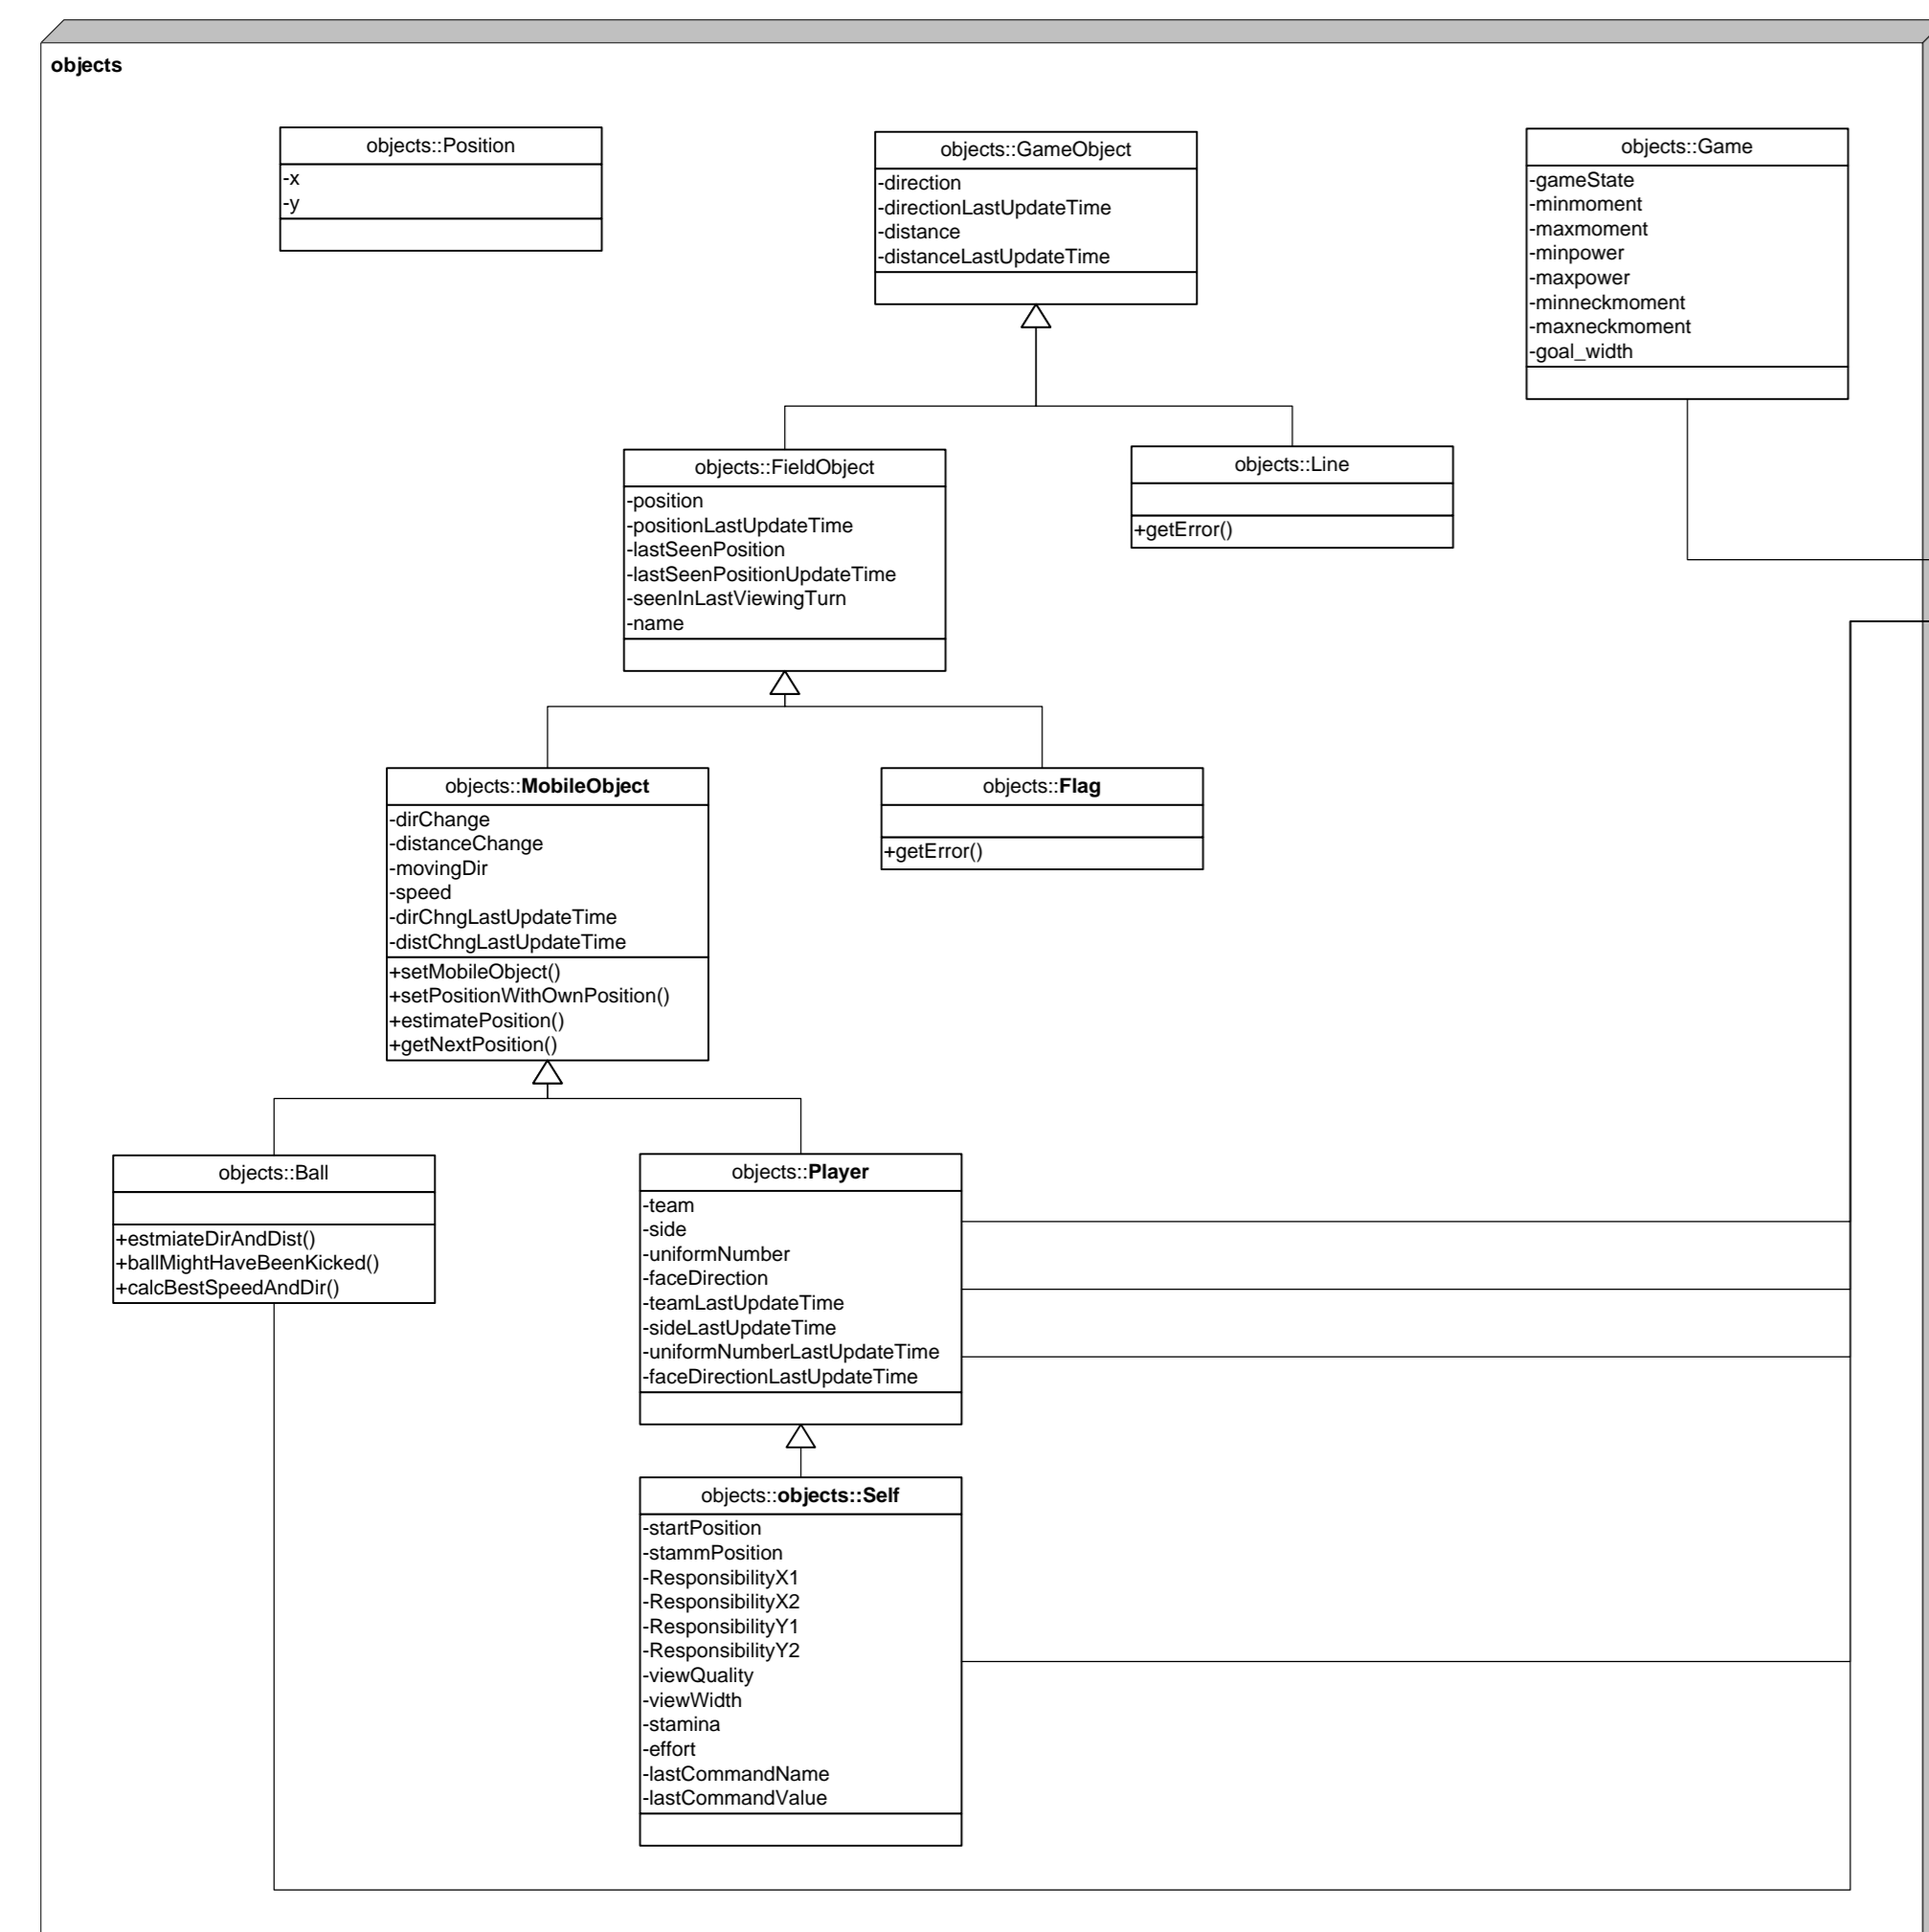 objects
objects::Position
-x
-y
objects::GameObject
-direction
-directionLastUpdateTime
-distance
-distanceLastUpdateTime
objects::Game
-gameState
-minmoment
-maxmoment
-minpower
-maxpower
-minneckmoment
-maxneckmoment
-goal_width
objects::FieldObject
-position
-positionLastUpdateTime
-lastSeenPosition
-lastSeenPositionUpdateTime
-seenInLastViewingTurn
-name
objects::Line
+getError()
objects::MobileObject
-dirChange
-distanceChange
-movingDir
-speed
-dirChngLastUpdateTime
-distChngLastUpdateTime
+setMobileObject()
+setPositionWithOwnPosition()
+estimatePosition()
+getNextPosition()
objects::Flag
+getError()
objects::Ball
+estmiateDirAndDist()
+ballMightHaveBeenKicked()
+calcBestSpeedAndDir()
objects::Player
-team
-side
-uniformNumber
-faceDirection
-teamLastUpdateTime
-sideLastUpdateTime
-uniformNumberLastUpdateTime
-faceDirectionLastUpdateTime
objects::objects::Self
-startPosition
-stammPosition
-ResponsibilityX1
-ResponsibilityX2
-ResponsibilityY1
-ResponsibilityY2
-viewQuality
-viewWidth
-stamina
-effort
-lastCommandName
-lastCommandValue